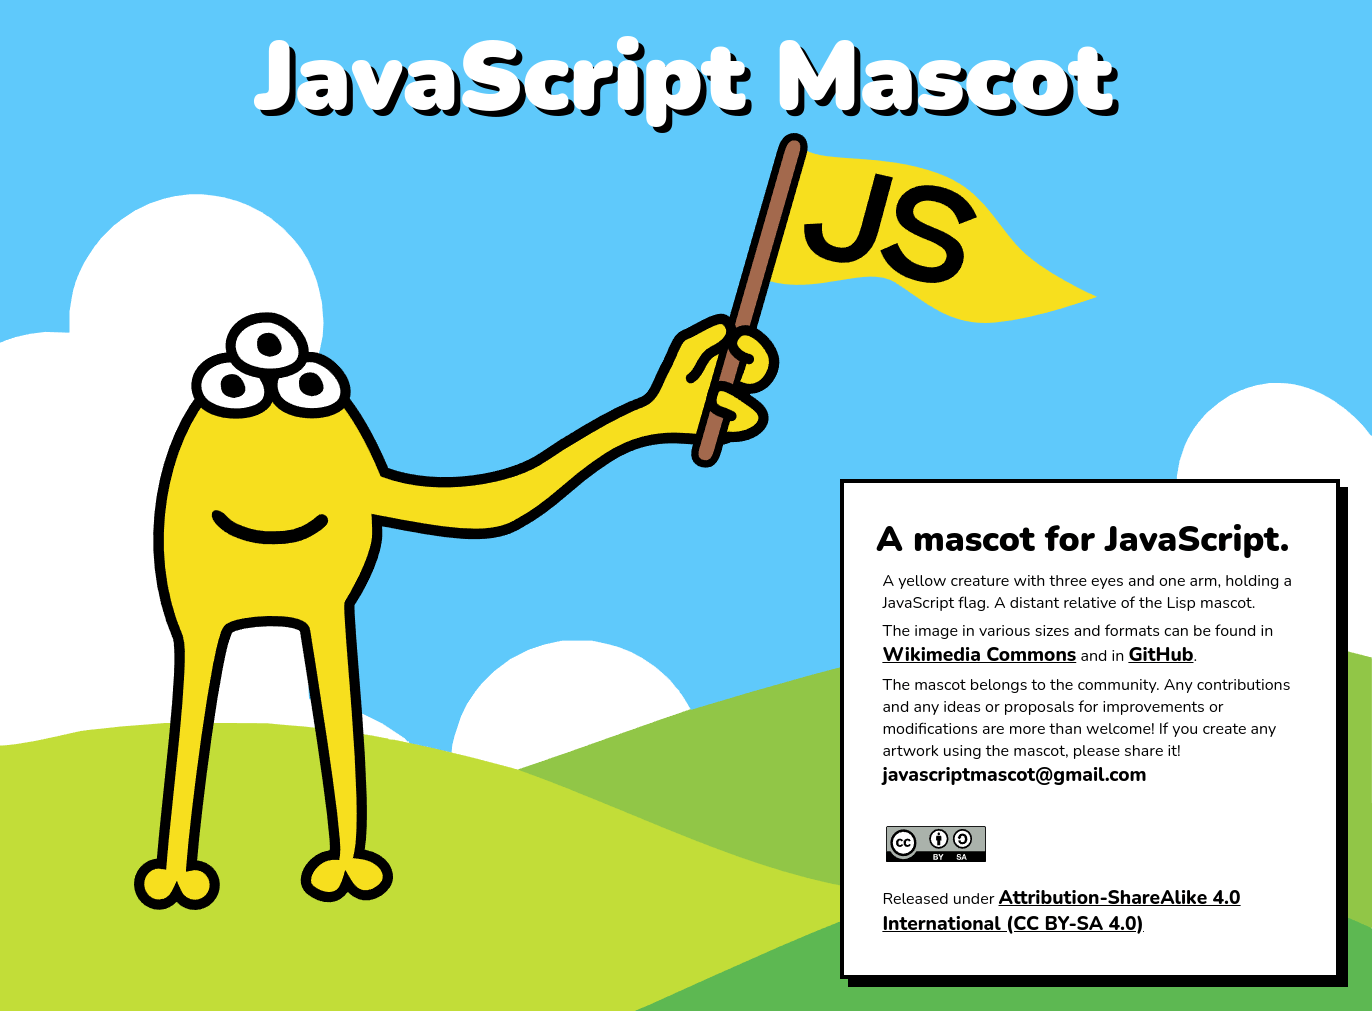 JavaScript Mascot
JS
A mascot for JavaScript.
A yellow creature with three eyes and one arm, holding a
JavaScript flag. A distant relative of the Lisp mascot.
The image in various sizes and formats can be found in
Wikimedia Commons and in GitHub.
The mascot belongs to the community. Any contributions
and any ideas or proposals for improvements or
modifications are more than welcome! If you create any
artwork using the mascot, please share it!
javascriptmascot@gmail.com
cc
BY SA
Released under Attribution-ShareAlike 4.0
International (CC BY-SA 4.0)